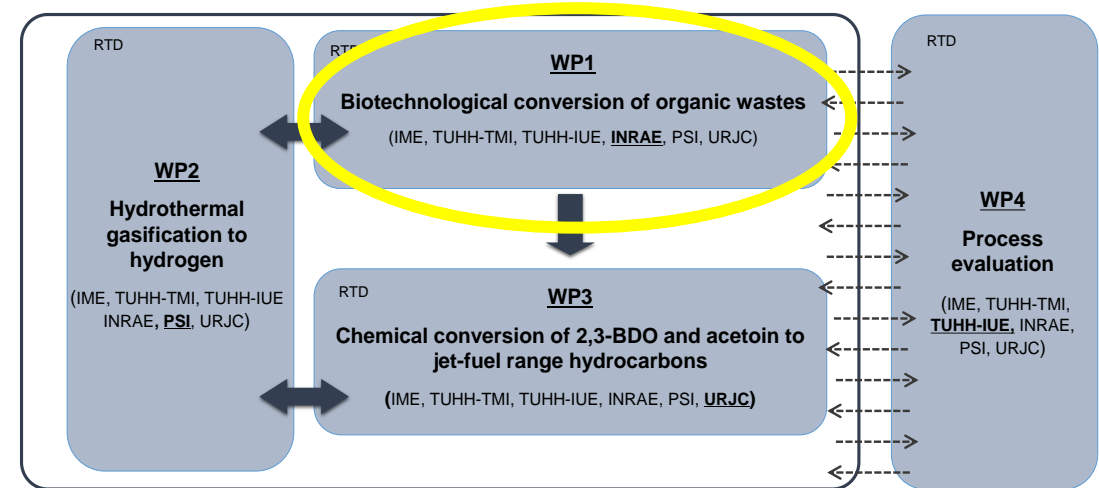 RTD
WP2
Hydrothermal
gasification to
hydrogen
(IME, TUHH-TMI, TUHH-IUE
INRAE, PSI, URJC)
RTD
WP1
Biotechnological conversion of organic wastes
(IME, TUHH-TMI, TUHH-IUE, INRAE, PSI, URJC)
RTD
WP3
Chemical conversion of 2,3-BDO and acetoin to
jet-fuel range hydrocarbons
(IME, TUHH-TMI, TUHH-IUE, INRAE, PSI, URJC)
RTD
WP4
Process
evaluation
(IME, TUHH-TMI,
TUHH-IUE, INRAE,
PSI, URJC)